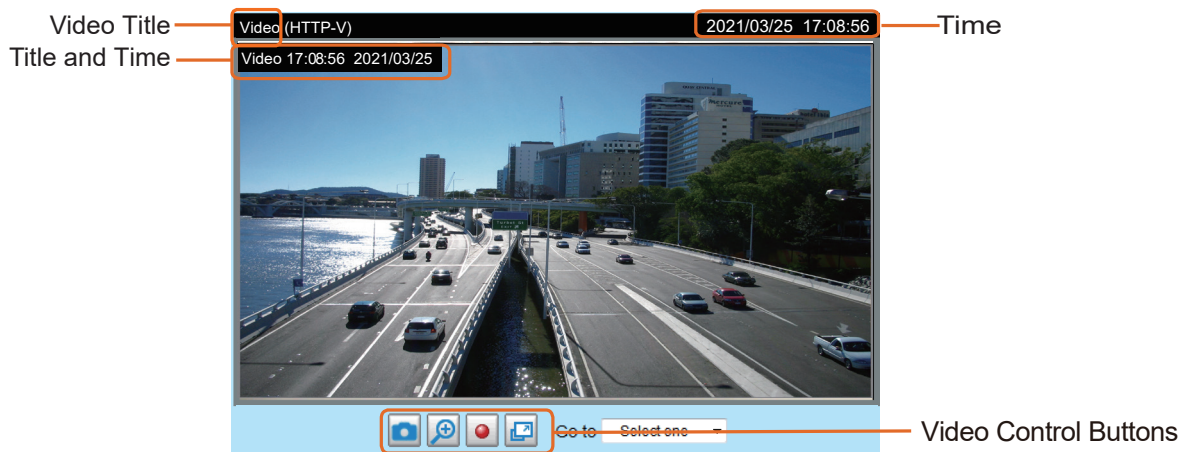 Video Title
Video (HTTP-V)
2021/03/25 17:08:56
Time
Title and Time
Video 17:08:56 2021/03/25
Go to
Select one
Video Control Buttons